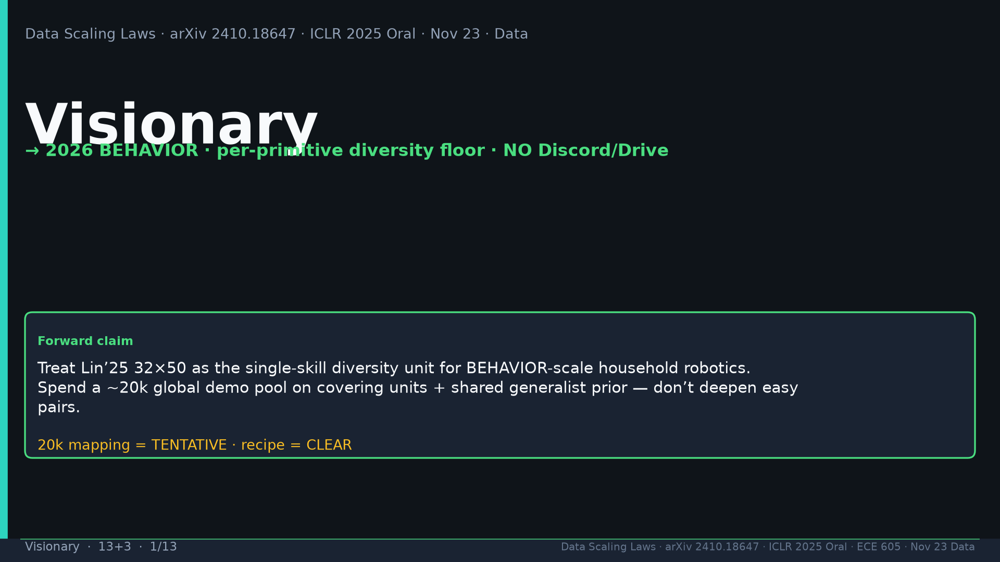 Data Scaling Laws · arXiv 2410.18647 · ICLR 2025 Oral · Nov 23 · Data
Visionary
→ 2026 BEHAVIOR · per-primitive diversity floor · NO Discord/Drive
Forward claim
Treat Lin’25 32×50 as the single-skill diversity unit for BEHAVIOR-scale household robotics.
Spend a ~20k global demo pool on covering units + shared generalist prior — don’t deepen easy
pairs.
20k mapping = TENTATIVE · recipe = CLEAR
Visionary · 13+3 · 1/13
Data Scaling Laws · arXiv 2410.18647 · ICLR 2025 Oral · ECE 605 · Nov 23 Data